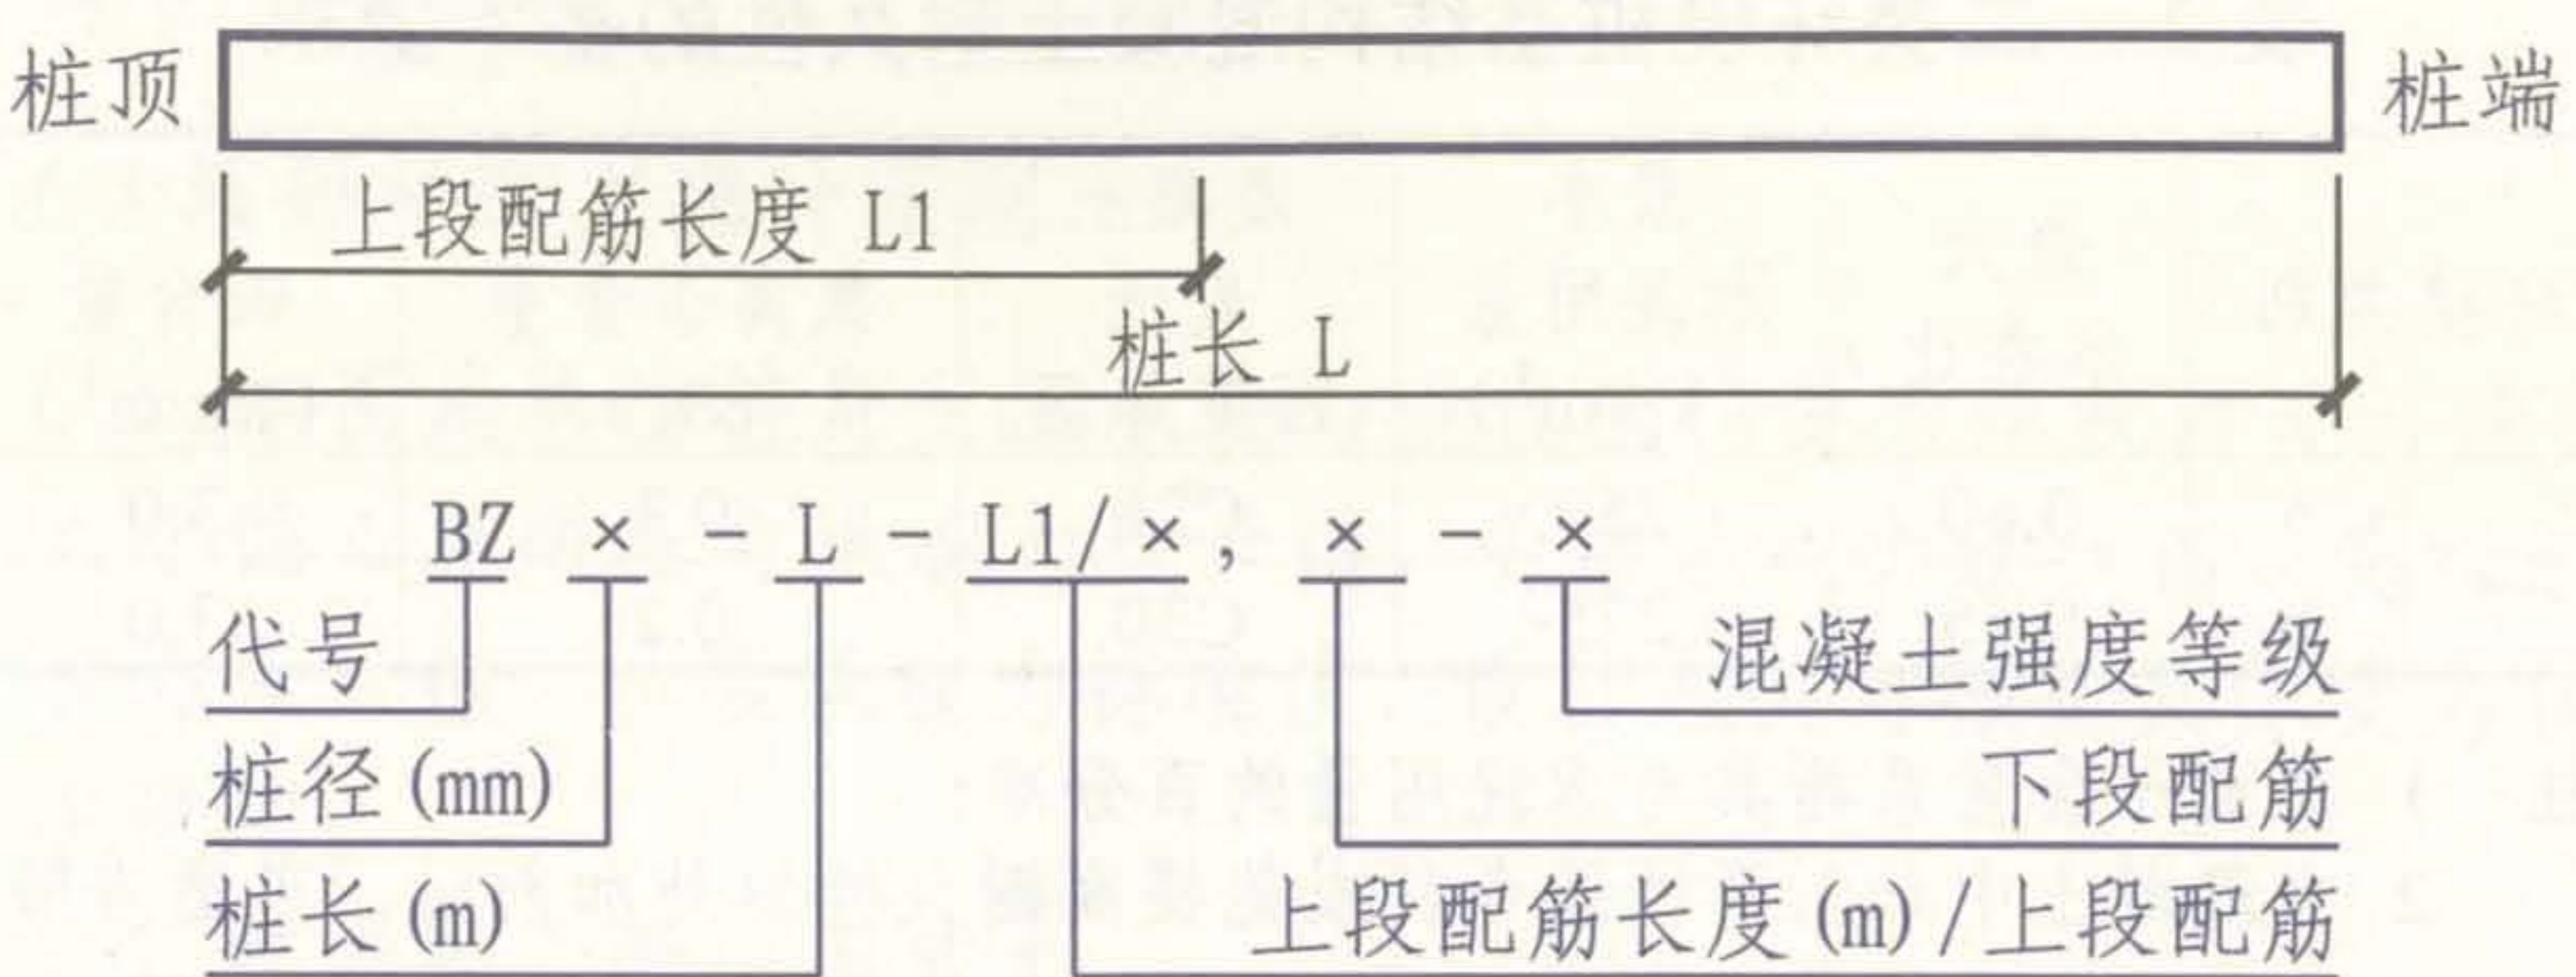 桩顶 桩端
上段配筋长度 L1
桩长 L
BZ × - L - L1/ × , × - ×
代号 混凝土强度等级
桩径(mm) 下段配筋
桩长(m) 上段配筋长度(m)/上段配筋